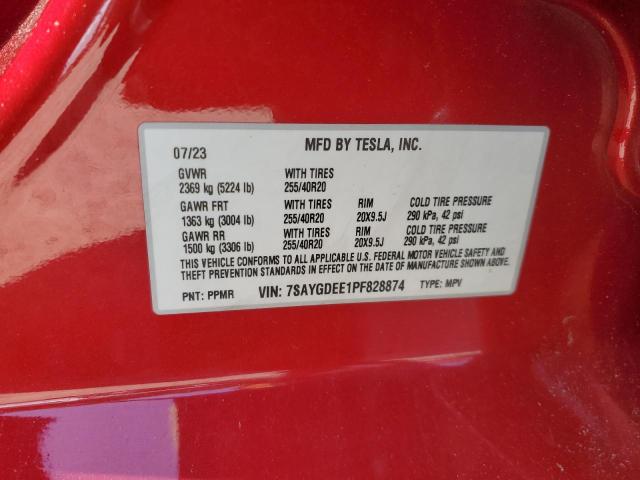 07/23 MFD BY TESLA, INC.
GVWR WITH TIRES
2369 kg (5224 lb) 255/40R20
GAWR FRT WITH TIRES RIM COLD TIRE PRESSURE
1363 kg (3004 lb) 255/40R20 20X9.5J 290 kPa, 42 psi
GAWR RR WITH TIRES RIM COLD TIRE PRESSURE
1500 kg (3306 lb) 255/40R20 20X9.5J 290 kPa, 42 psi
THIS VEHICLE CONFORMS TO ALL APPLICABLE U.S. FEDERAL MOTOR VEHICLE SAFETY AND
THEFT PREVENTION STANDARDS IN EFFECT ON THE DATE OF MANUFACTURE SHOWN ABOVE.
PNT: PPMR VIN: 7SAYGDEE1PF828874 TYPE: MPV